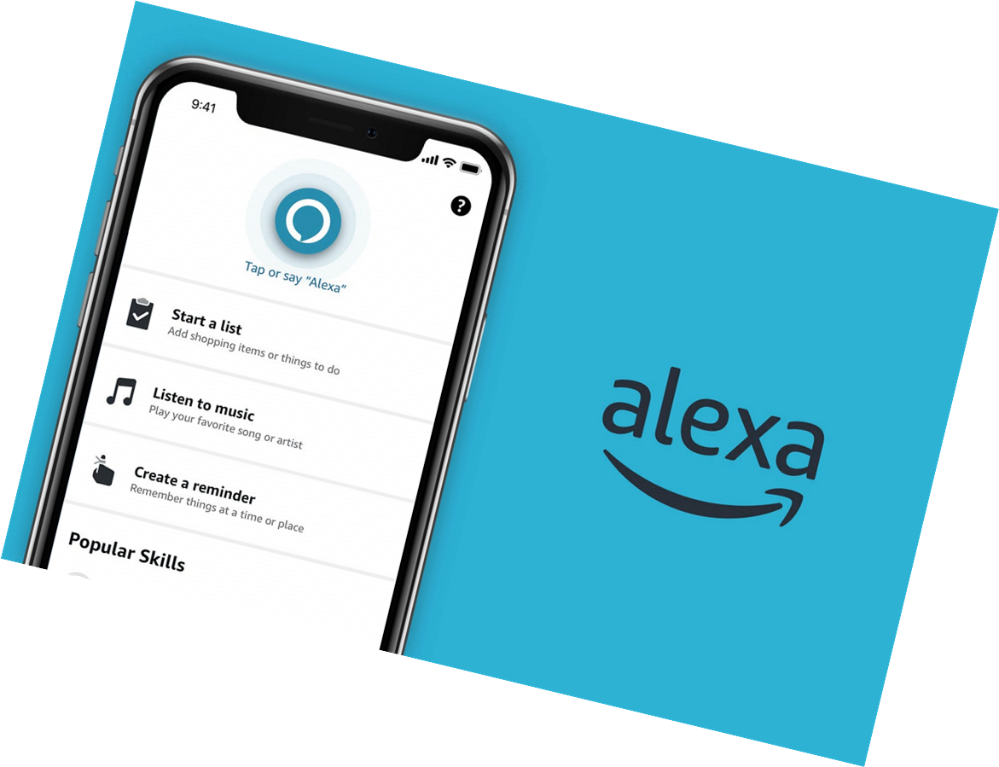 9:41
?
Tap or say “Alexa”
Start a list
Add shopping items or things to do
Listen to music
Play your favorite song or artist
Create a reminder
Remember things at a time or place
Popular Skills
alexa